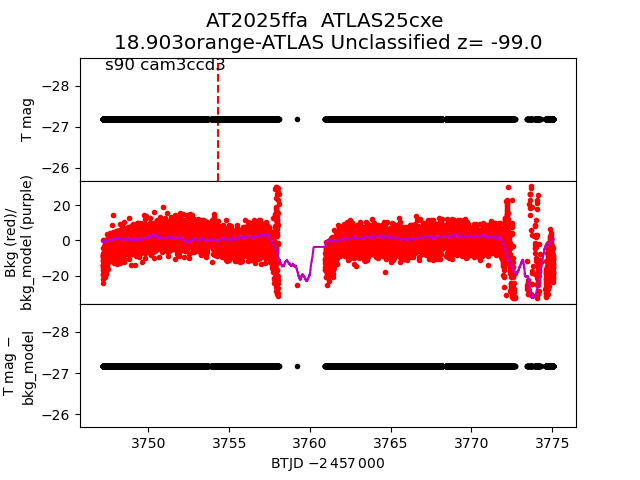 AT2025ffa  ATLAS25cxe
18.903orange-ATLAS Unclassified z= -99.0
s90 cam3ccd3
T mag
−28
−27
−26
Bkg (red)/
bkg_model (purple)
20
0
−20
T mag −
bkg_model
−28
−27
−26
3750 3755 3760 3765 3770 3775
BTJD −2 457 000